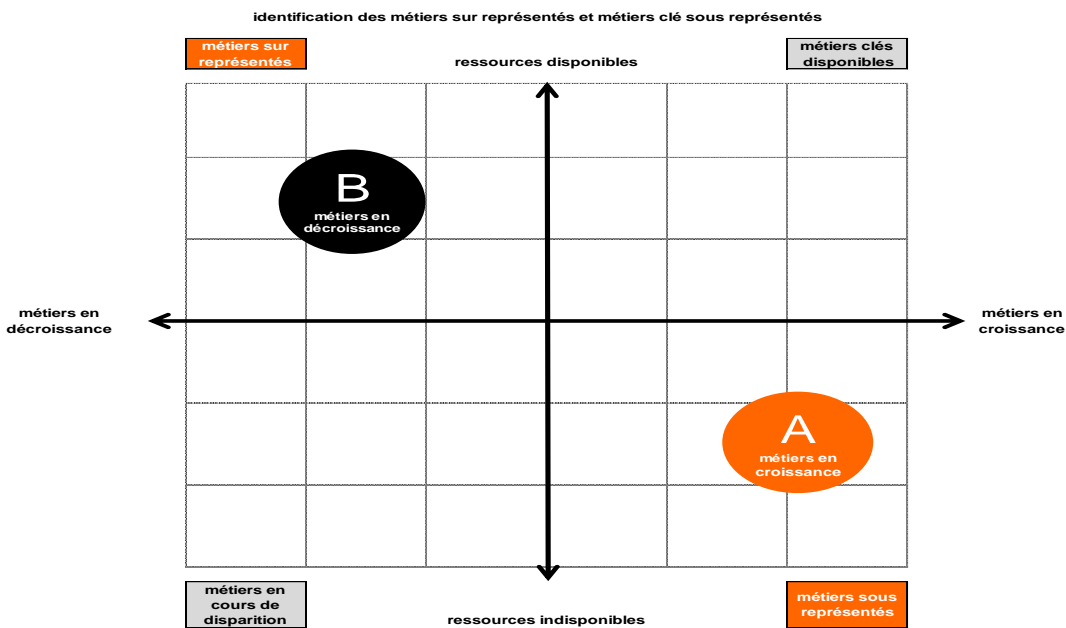 identification des métiers sur représentés et métiers clé sous représentés
métiers sur
représentés
ressources disponibles
métiers clés
disponibles
B
métiers en
décroissance
métiers en
décroissance
métiers en
croissance
A
métiers en
croissance
métiers en
cours de
disparition
ressources indisponibles
métiers sous
représentés